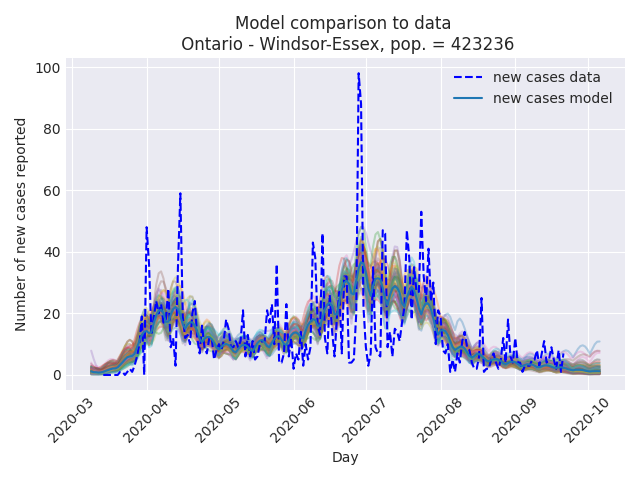 Model comparison to data
Ontario - Windsor-Essex, pop. = 423236
new cases data
new cases model
Number of new cases reported
100
80
60
40
20
0
2020-03
2020-04
2020-05
2020-06
2020-07
2020-08
2020-09
2020-10
Day